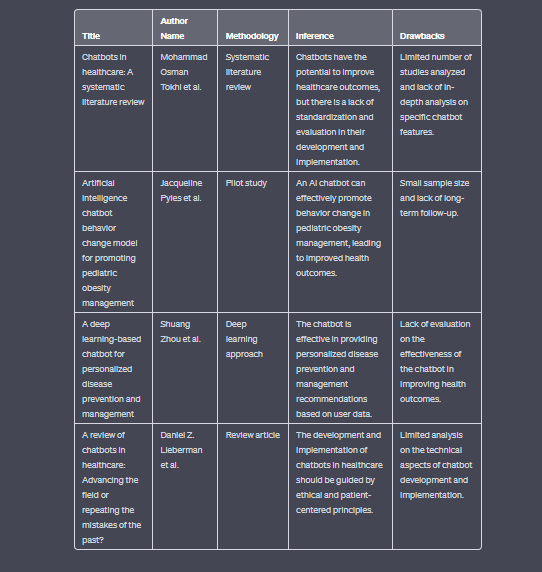 Title
Author
Name
Methodology
Inference
Drawbacks
Chatbots in
healthcare: A
systematic
literature review
Mohammad
Osman
Tokhi et al.
Systematic
literature
review
Chatbots have the
potential to improve
healthcare outcomes,
but there is a lack of
standardization and
evaluation in their
development and
implementation.
Limited number of
studies analyzed
and lack of in-
depth analysis on
specific chatbot
features.
Artificial
Intelligence
chatbot
behavior
change model
for promoting
pediatric
obesity
management
Jacqueline
Pyles et al.
Pilot study
An AI chatbot can
effectively promote
behavior change in
pediatric obesity
management, leading
to improved health
outcomes.
Small sample size
and lack of long-
term follow-up.
A deep
learning-based
chatbot for
personalized
disease
prevention and
management
Shuang
Zhou et al.
Deep
learning
approach
The chatbot is
effective in providing
personalized disease
prevention and
management
recommendations
based on user data.
Lack of evaluation
on the
effectiveness of
the chatbot in
improving health
outcomes.
A review of
chatbots in
healthcare:
Advancing the
field or
repeating the
mistakes of the
past?
Daniel Z.
Lieberman
et al.
Review article
The development and
implementation of
chatbots in healthcare
should be guided by
ethical and patient-
centered principles.
Limited analysis
on the technical
aspects of chatbot
development and
implementation.